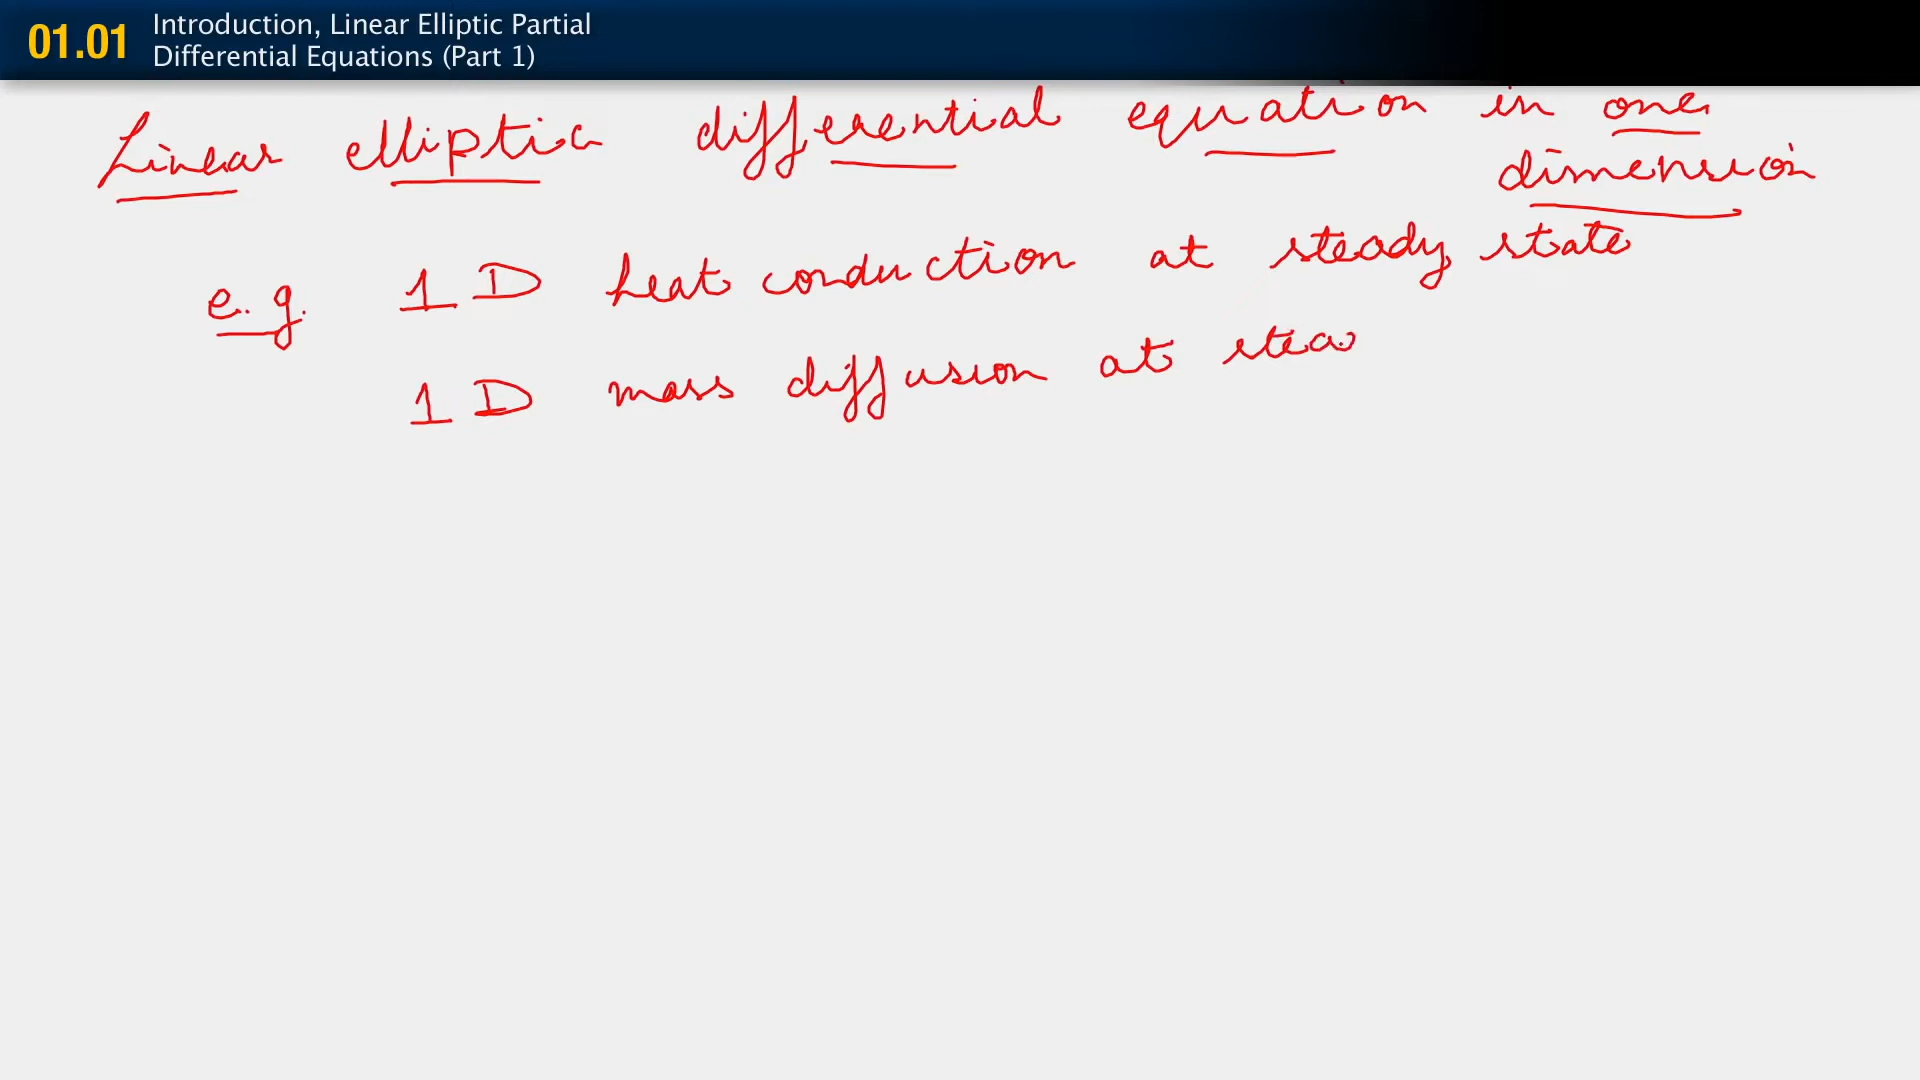 01.01
Introduction, Linear Elliptic Partial
Differential Equations (Part 1)
Linear elliptic differential equation in one
dimension
e.g. 1 D heat conduction at steady state
1 D mass diffusion at stea